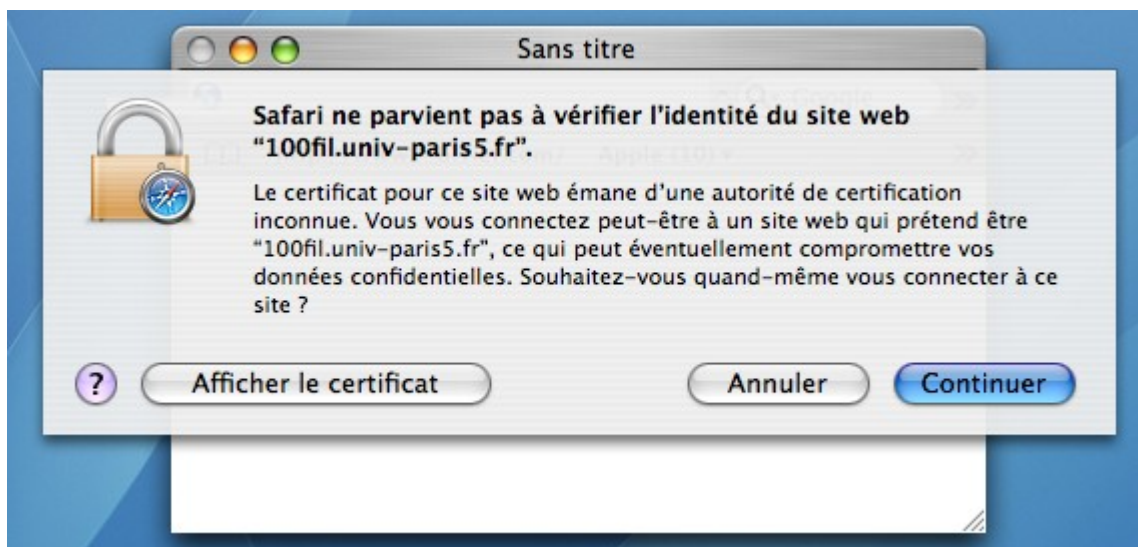 Sans titre
Safari ne parvient pas à vérifier l'identité du site web
“100fil.univ-paris5.fr”.
Le certificat pour ce site web émane d'une autorité de certification
inconnue. Vous vous connectez peut-être à un site web qui prétend être
“100fil.univ-paris5.fr”, ce qui peut éventuellement compromettre vos
données confidentielles. Souhaitez-vous quand-même vous connecter à ce
site ?
? Afficher le certificat Annuler Continuer